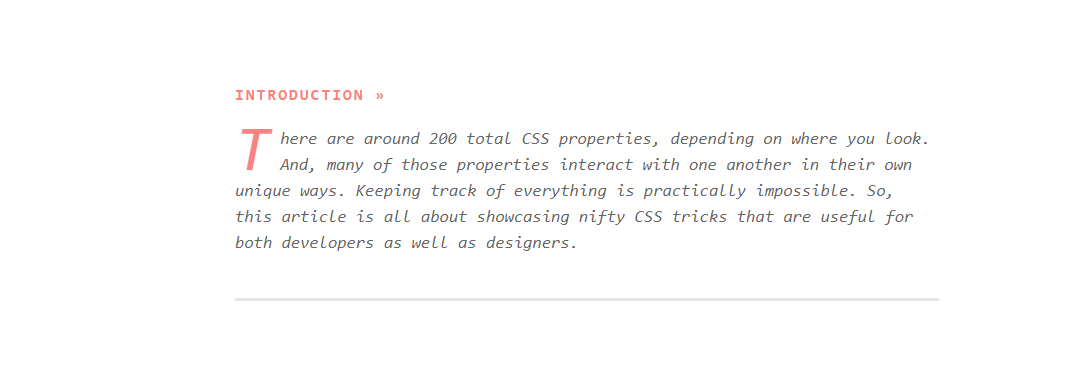 INTRODUCTION »
There are around 200 total CSS properties, depending on where you look.
And, many of those properties interact with one another in their own
unique ways. Keeping track of everything is practically impossible. So,
this article is all about showcasing nifty CSS tricks that are useful for
both developers as well as designers.